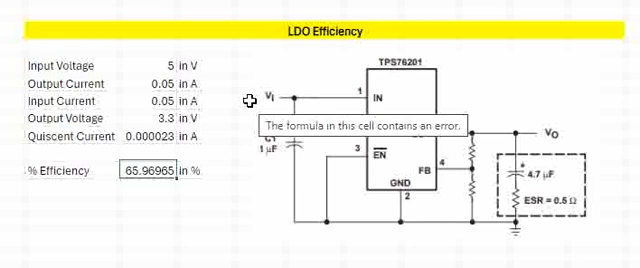 LDO Efficiency
Input Voltage 5 in V
Output Current 0.05 in A
Input Current 0.05 in A
Output Voltage 3.3 in V
Quiscent Current 0.000023 in A
% Efficiency 65.96965 in %
TPS76201
VI
1
IN
The formula in this cell contains an error.
C1
1 µF
3
EN
FB
4
GND
2
VO
+
4.7 µF
ESR = 0.5 Ω